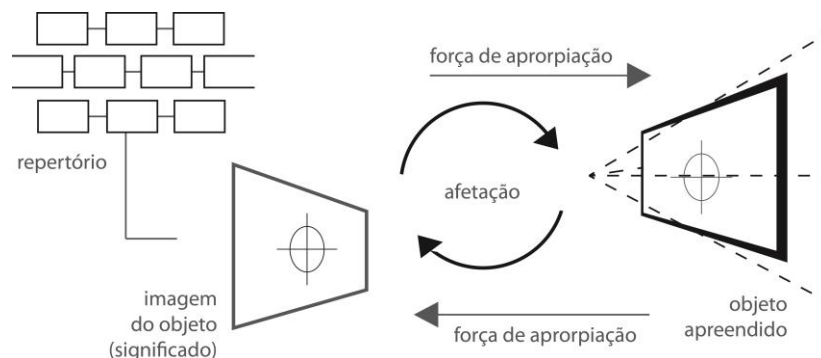 força de aprorpiação
repertório
afetação
imagem
do objeto
(significado)
força de aprorpiação
objeto
apreendido